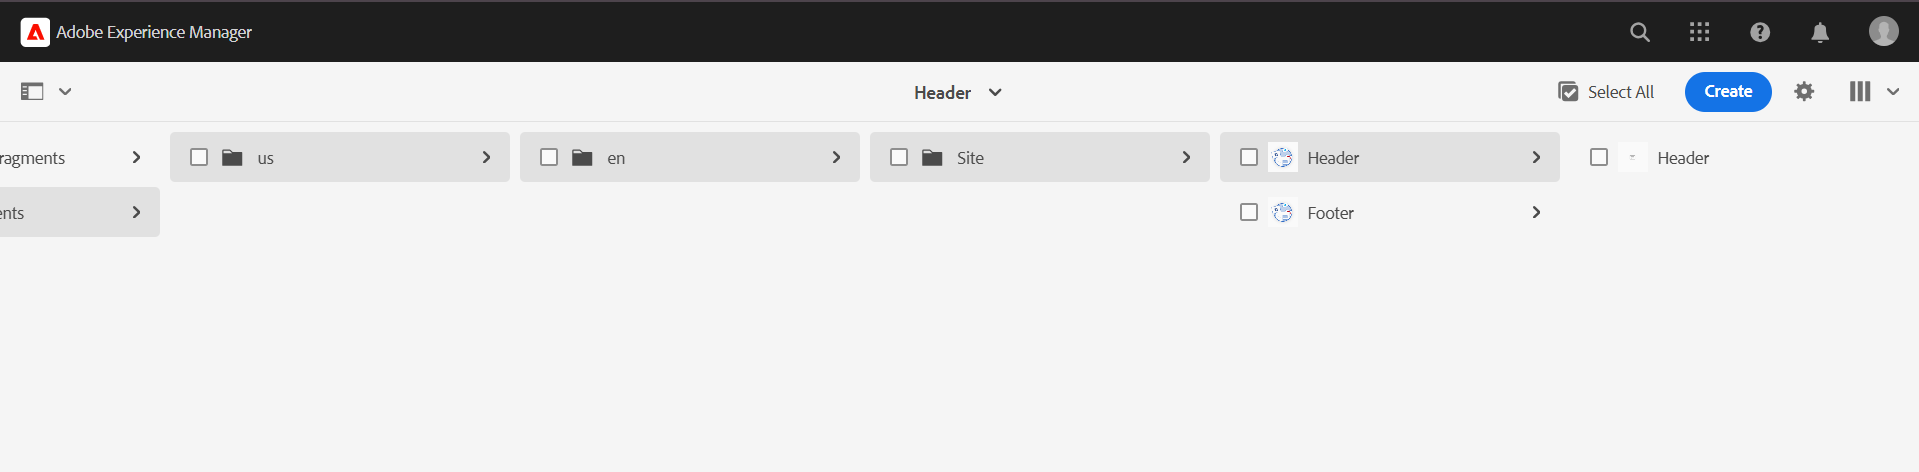 Adobe Experience Manager
Header
Select All
Create
ragments
us
en
Site
Header
Header
ents
Footer